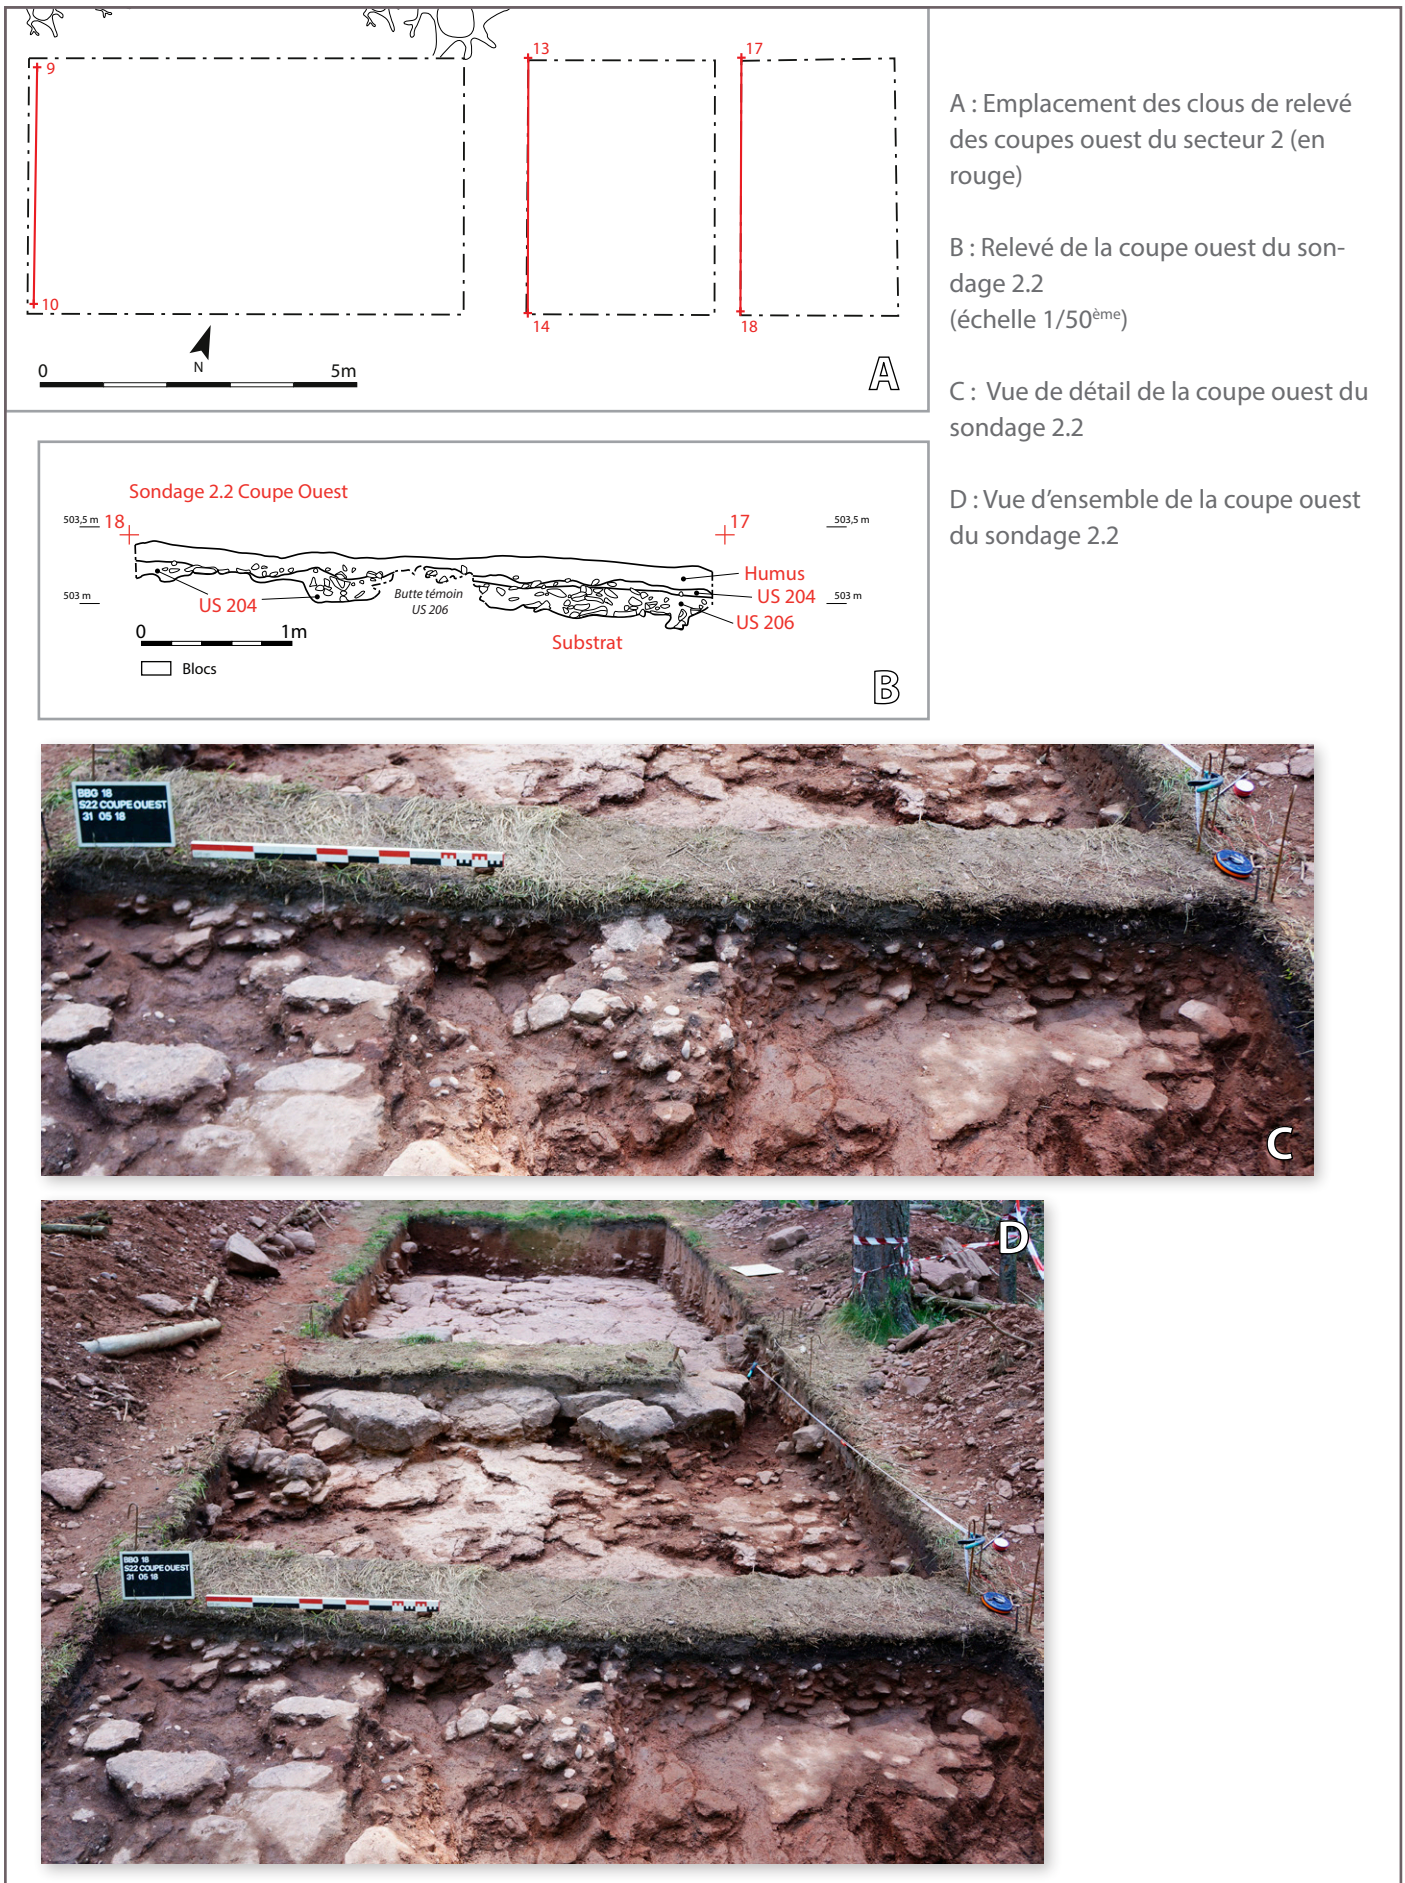 9
13
17
10
14
18
N
0 5m
A
A : Emplacement des clous de relevé
des coupes ouest du secteur 2 (en
rouge)
B : Relevé de la coupe ouest du son-
dage 2.2
(échelle 1/50ème)
C : Vue de détail de la coupe ouest du
sondage 2.2
D : Vue d'ensemble de la coupe ouest
du sondage 2.2
Sondage 2.2 Coupe Ouest
503,5 m 18 17 503,5 m
Humus
US 204
503 m US 204 Butte témoin 503 m
US 206
US 206
0 1m
Substrat
Blocs
B
BBG 18
S22 COUPE OUEST
31 05 18
C
D
BBG 18
S22 COUPE OUEST
31 05 18